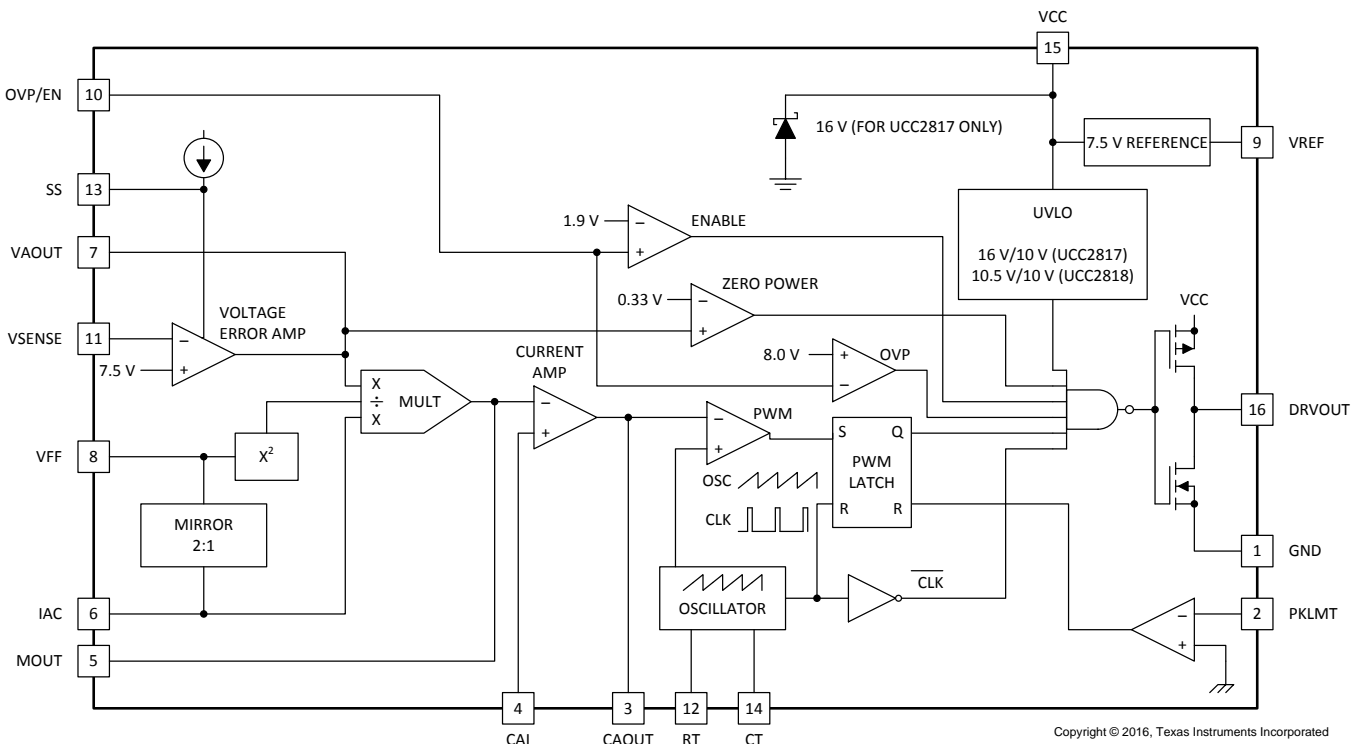 VCC
15
OVP/EN
10
16 V (FOR UCC2817 ONLY)
7.5 V REFERENCE
9
VREF
SS
13
UVLO
16 V/10 V (UCC2817)
10.5 V/10 V (UCC2818)
1.9 V
−
+
ENABLE
VAOUT
7
ZERO POWER
0.33 V
−
+
VCC
VOLTAGE
ERROR AMP
VSENSE
11
−
7.5 V
+
8.0 V
+
−
OVP
CURRENT
AMP
X
÷
X
MULT
−
+
PWM
−
+
16
DRVOUT
S
Q
PWM
LATCH
R
R
VFF
8
X²
OSC
CLK
MIRROR
2:1
1
GND
OSCILLATOR
CLK
IAC
6
−
+
2
PKLMT
MOUT
5
4
3
12
14
CAI
CAOUT
RT
CT
Copyright © 2016, Texas Instruments Incorporated